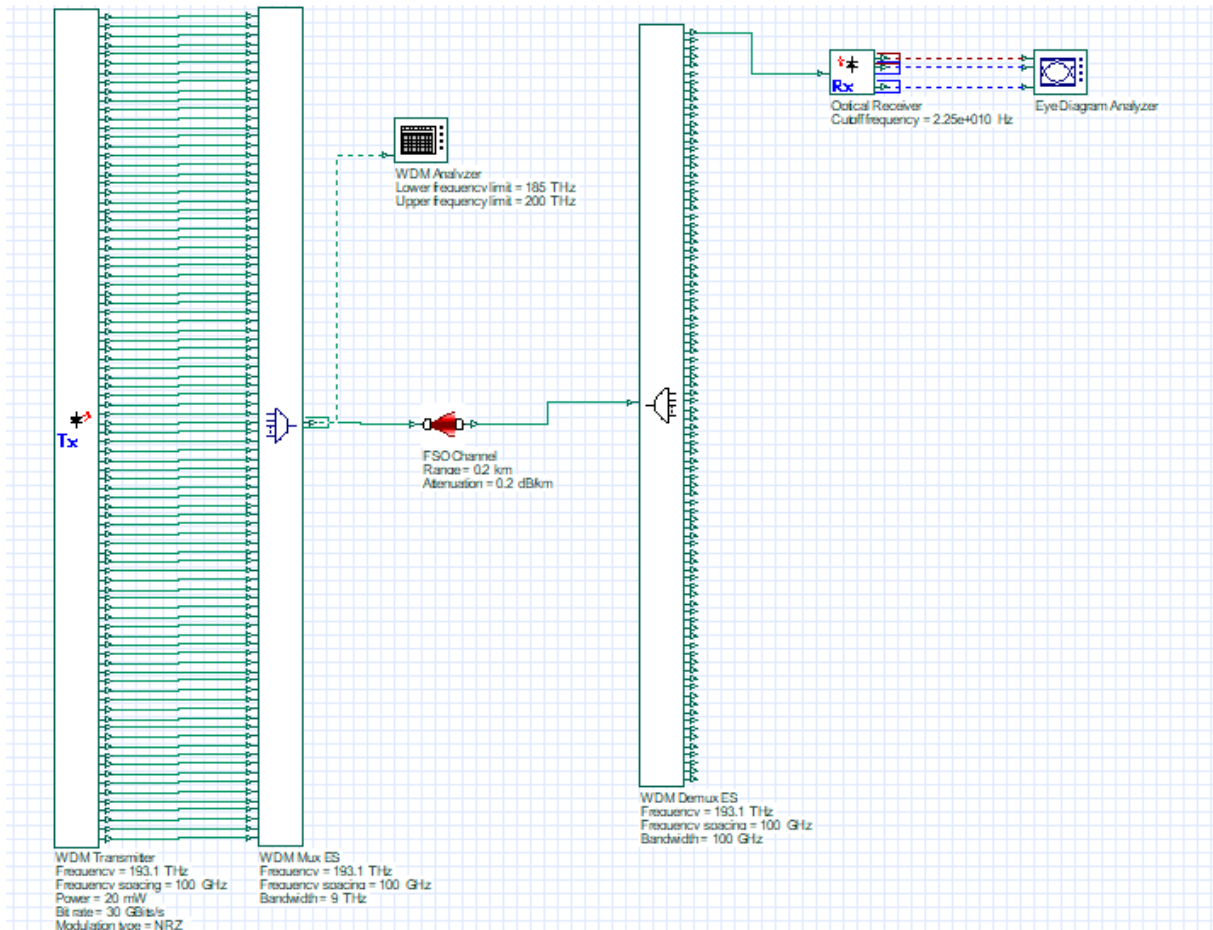 Rx
Optical Receiver
Cutoff frequency = 2.25e+010 Hz
Eye Diagram Analyzer
WDM Analyzer
Lower frequency limit = 185 THz
Upper frequency limit = 200 THz
Tx
FSO Channel
Range = 0.2 km
Attenuation = 0.2 dB/km
WDM Demux ES
Frequency = 193.1 THz
Frequency spacing = 100 GHz
Bandwidth = 100 GHz
WDM Transmitter
Frequency = 193.1 THz
Frequency spacing = 100 GHz
Power = 20 mW
Bit rate = 30 GBits/s
Modulation type = NRZ
WDM Mux ES
Frequency = 193.1 THz
Frequency spacing = 100 GHz
Bandwidth = 9 THz